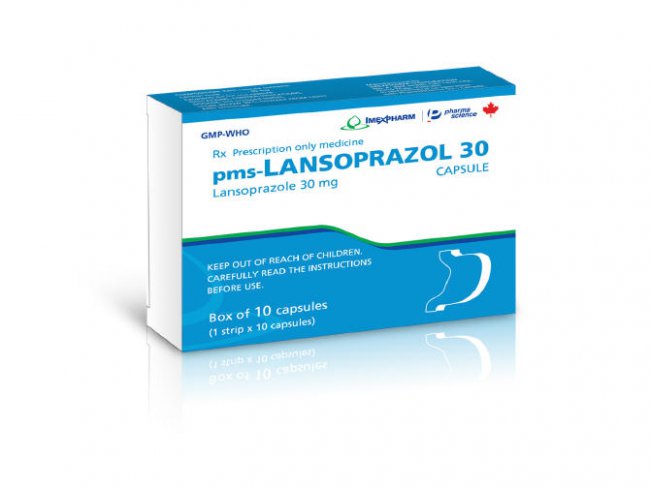 IMEXPHARM
pharma
science
GMP-WHO
Rx Prescription only medicine
pms-LANSOPRAZOL 30
CAPSULE
Lansoprazole 30 mg
KEEP OUT OF REACH OF CHILDREN.
CAREFULLY READ THE INSTRUCTIONS
BEFORE USE.
Box of 10 capsules
(1 strip x 10 capsules)